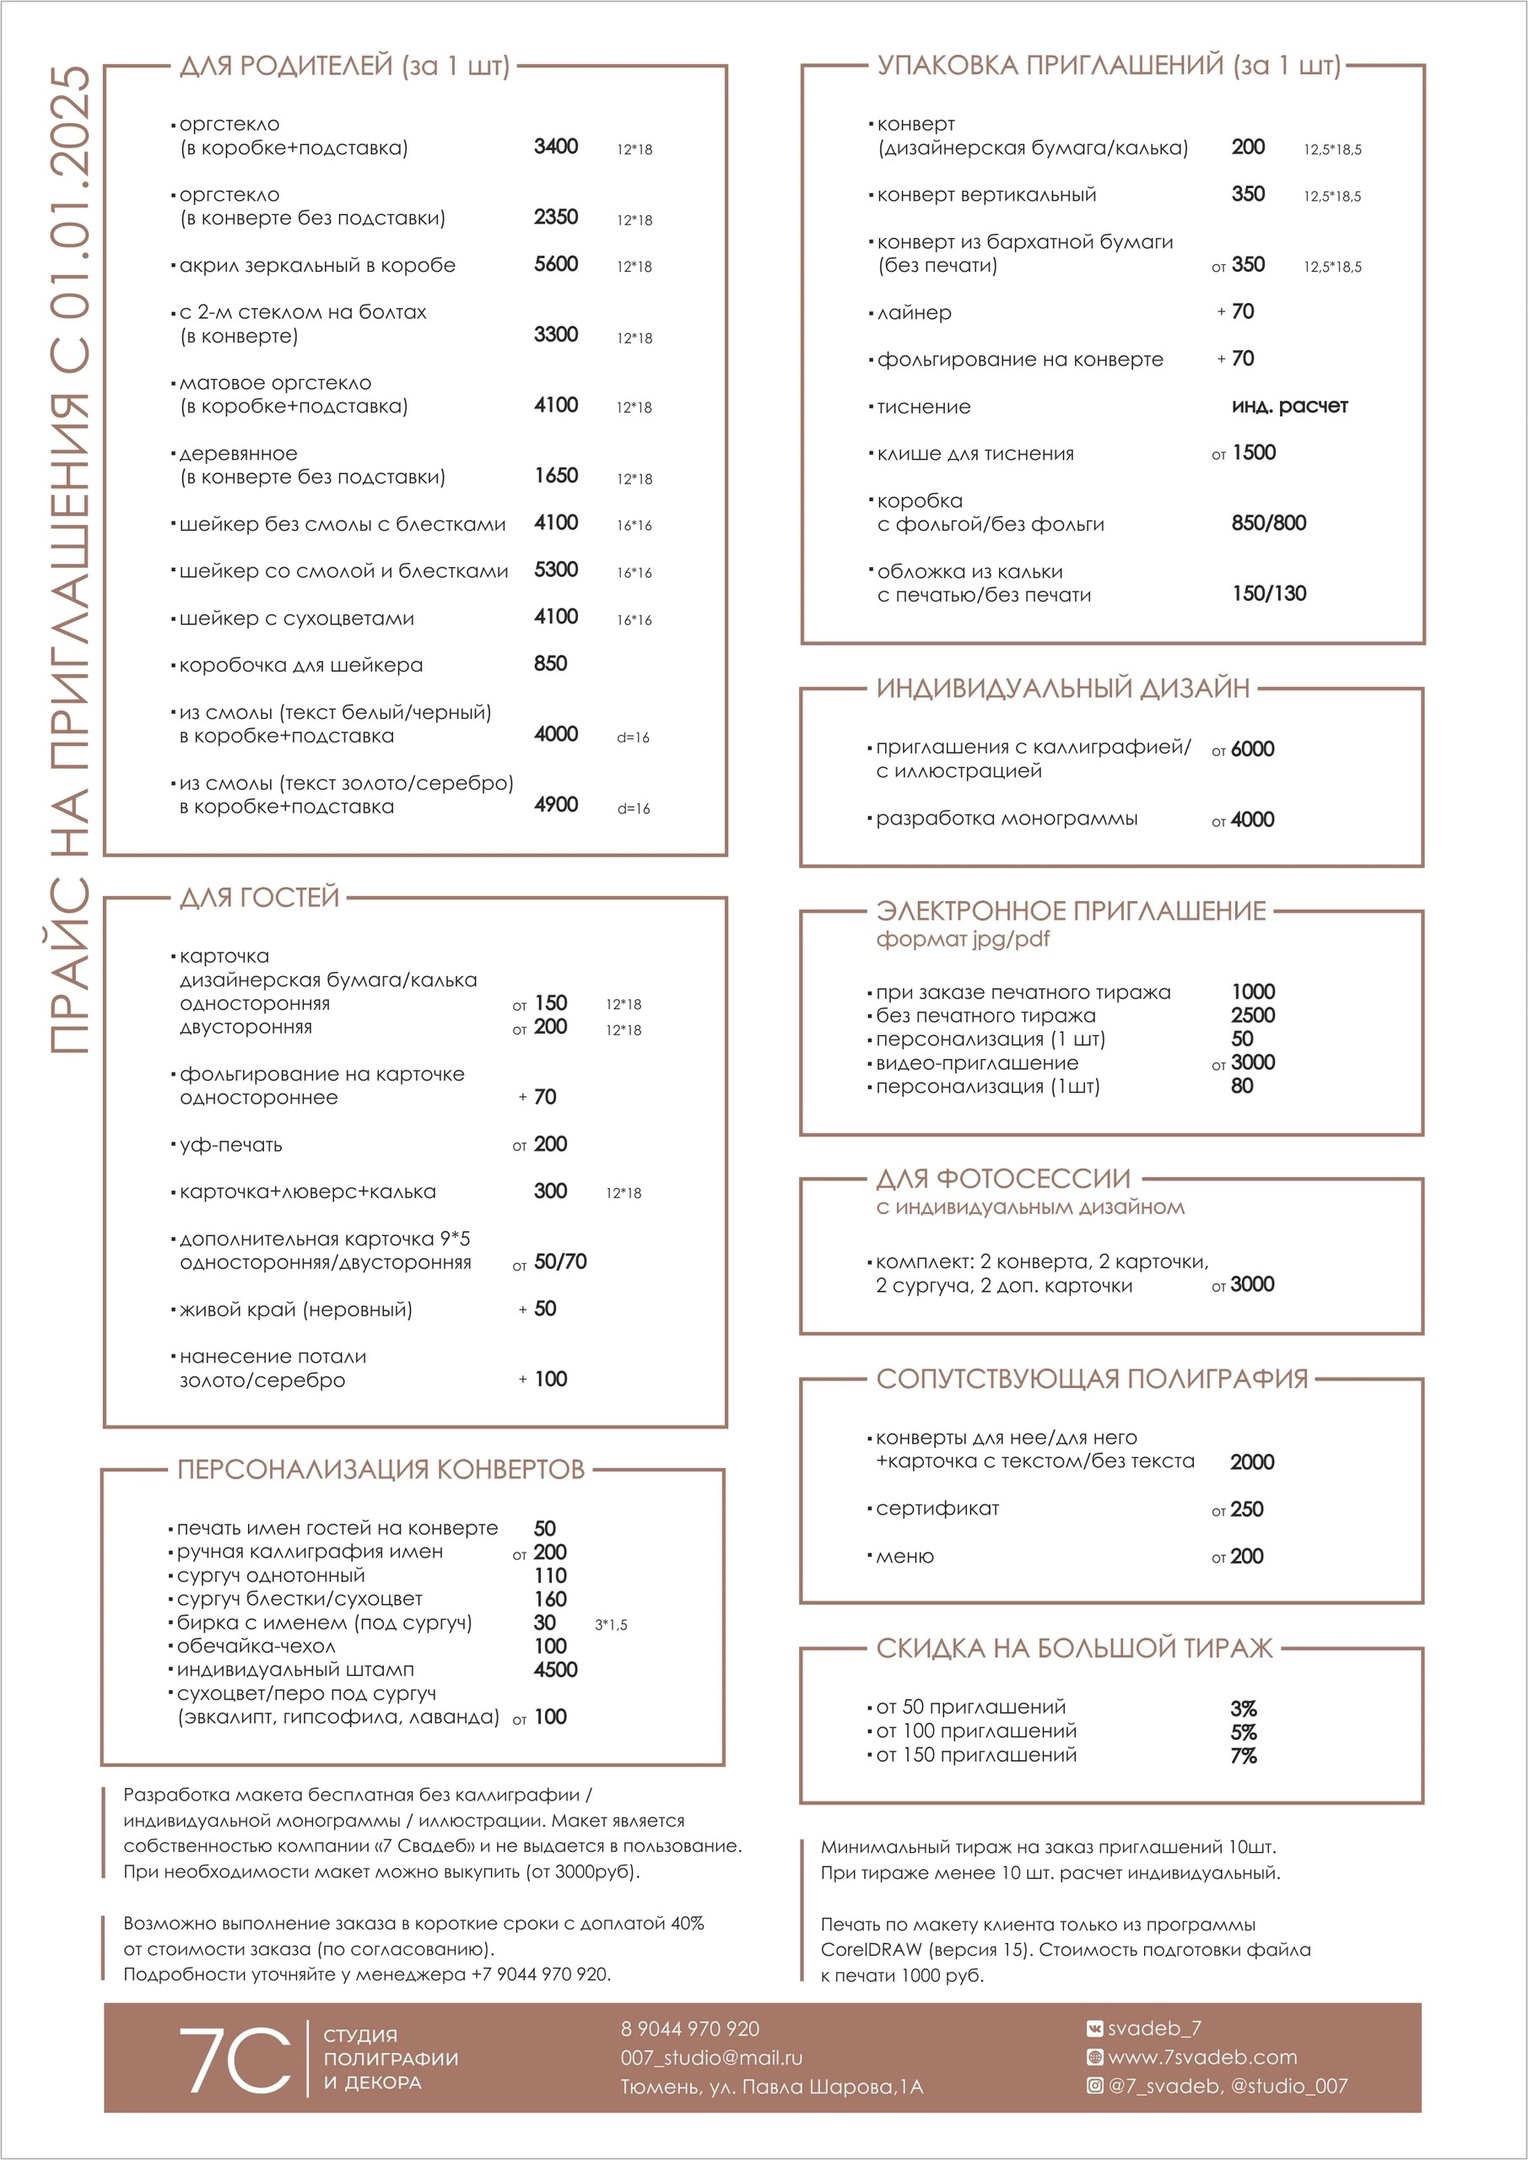 ПРАЙС НА ПРИГЛАШЕНИЯ С 01.01.2025
ДЛЯ РОДИТЕЛЕЙ (за 1 шт)
▪ оргстекло
(в коробке+подставка) 3400 12*18
▪ оргстекло
(в конверте без подставки) 2350 12*18
▪ акрил зеркальный в коробе 5600 12*18
▪ с 2-м стеклом на болтах
(в конверте) 3300 12*18
▪ матовое оргстекло
(в коробке+подставка) 4100 12*18
▪ деревянное
(в конверте без подставки) 1650 12*18
▪ шейкер без смолы с блестками 4100 16*16
▪ шейкер со смолой и блестками 5300 16*16
▪ шейкер с сухоцветами 4100 16*16
▪ коробочка для шейкера 850
▪ из смолы (текст белый/черный)
в коробке+подставка 4000 d=16
▪ из смолы (текст золото/серебро)
в коробке+подставка 4900 d=16
ДЛЯ ГОСТЕЙ
▪ карточка
дизайнерская бумага/калька
односторонняя от 150 12*18
двусторонняя от 200 12*18
▪ фольгирование на карточке
одностороннее + 70
▪ уф-печать от 200
▪ карточка+люверс+калька 300 12*18
▪ дополнительная карточка 9*5
односторонняя/двусторонняя от 50/70
▪ живой край (неровный) + 50
▪ нанесение потали
золото/серебро + 100
ПЕРСОНАЛИЗАЦИЯ КОНВЕРТОВ
▪ печать имен гостей на конверте 50
▪ ручная каллиграфия имен от 200
▪ сургуч однотонный 110
▪ сургуч блестки/сухоцвет 160
▪ бирка с именем (под сургуч) 30 3*1,5
▪ обечайка-чехол 100
▪ индивидуальный штамп 4500
▪ сухоцвет/перо под сургуч
(эвкалипт, гипсофила, лаванда) от 100
Разработка макета бесплатная без каллиграфии /
индивидуальной монограммы / иллюстрации. Макет является
собственностью компании «7 Свадеб» и не выдается в пользование.
При необходимости макет можно выкупить (от 3000руб).
Возможно выполнение заказа в короткие сроки с доплатой 40%
от стоимости заказа (по согласованию).
Подробности уточняйте у менеджера +7 9044 970 920.
УПАКОВКА ПРИГЛАШЕНИЙ (за 1 шт)
▪ конверт
(дизайнерская бумага/калька) 200 12,5*18,5
▪ конверт вертикальный 350 12,5*18,5
▪ конверт из бархатной бумаги
(без печати) от 350 12,5*18,5
▪ лайнер + 70
▪ фольгирование на конверте + 70
▪ тиснение инд. расчет
▪ клише для тиснения от 1500
▪ коробка
с фольгой/без фольги 850/800
▪ обложка из кальки
с печатью/без печати 150/130
ИНДИВИДУАЛЬНЫЙ ДИЗАЙН
▪ приглашения с каллиграфией/ от 6000
с иллюстрацией
▪ разработка монограммы от 4000
ЭЛЕКТРОННОЕ ПРИГЛАШЕНИЕ
формат jpg/pdf
▪ при заказе печатного тиража 1000
▪ без печатного тиража 2500
▪ персонализация (1 шт) 50
▪ видео-приглашение от 3000
▪ персонализация (1шт) 80
ДЛЯ ФОТОСЕССИИ
с индивидуальным дизайном
▪ комплект: 2 конверта, 2 карточки,
2 сургуча, 2 доп. карточки от 3000
СОПУТСТВУЮЩАЯ ПОЛИГРАФИЯ
▪ конверты для нее/для него
+карточка с текстом/без текста 2000
▪ сертификат от 250
▪ меню от 200
СКИДКА НА БОЛЬШОЙ ТИРАЖ
▪ от 50 приглашений 3%
▪ от 100 приглашений 5%
▪ от 150 приглашений 7%
Минимальный тираж на заказ приглашений 10шт.
При тираже менее 10 шт. расчет индивидуальный.
Печать по макету клиента только из программы
CorelDRAW (версия 15). Стоимость подготовки файла
к печати 1000 руб.
7С
СТУДИЯ
ПОЛИГРАФИИ
И ДЕКОРА
8 9044 970 920
007_studio@mail.ru
Тюмень, ул. Павла Шарова,1А
svadeb_7
www.7svadeb.com
@7_svadeb, @studio_007